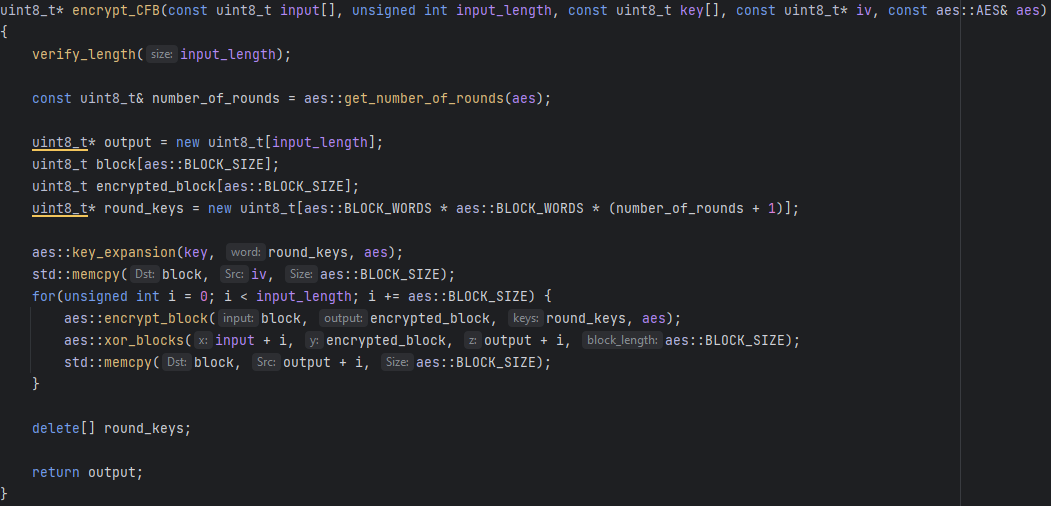 uint8_t* encrypt_CFB(const uint8_t input[], unsigned int input_length, const uint8_t key[], const uint8_t* iv, const aes::AES& aes)
{
    verify_length( size: input_length);

    const uint8_t& number_of_rounds = aes::get_number_of_rounds(aes);

    uint8_t* output = new uint8_t[input_length];
    uint8_t block[aes::BLOCK_SIZE];
    uint8_t encrypted_block[aes::BLOCK_SIZE];
    uint8_t* round_keys = new uint8_t[aes::BLOCK_WORDS * aes::BLOCK_WORDS * (number_of_rounds + 1)];

    aes::key_expansion(key, word: round_keys, aes);
    std::memcpy( Dst: block, Src: iv, Size: aes::BLOCK_SIZE);
    for(unsigned int i = 0; i < input_length; i += aes::BLOCK_SIZE) {
        aes::encrypt_block( input: block, output: encrypted_block, keys: round_keys, aes);
        aes::xor_blocks( x: input + i, y: encrypted_block, z: output + i, block_length: aes::BLOCK_SIZE);
        std::memcpy( Dst: block, Src: output + i, Size: aes::BLOCK_SIZE);
    }

    delete[] round_keys;

    return output;
}